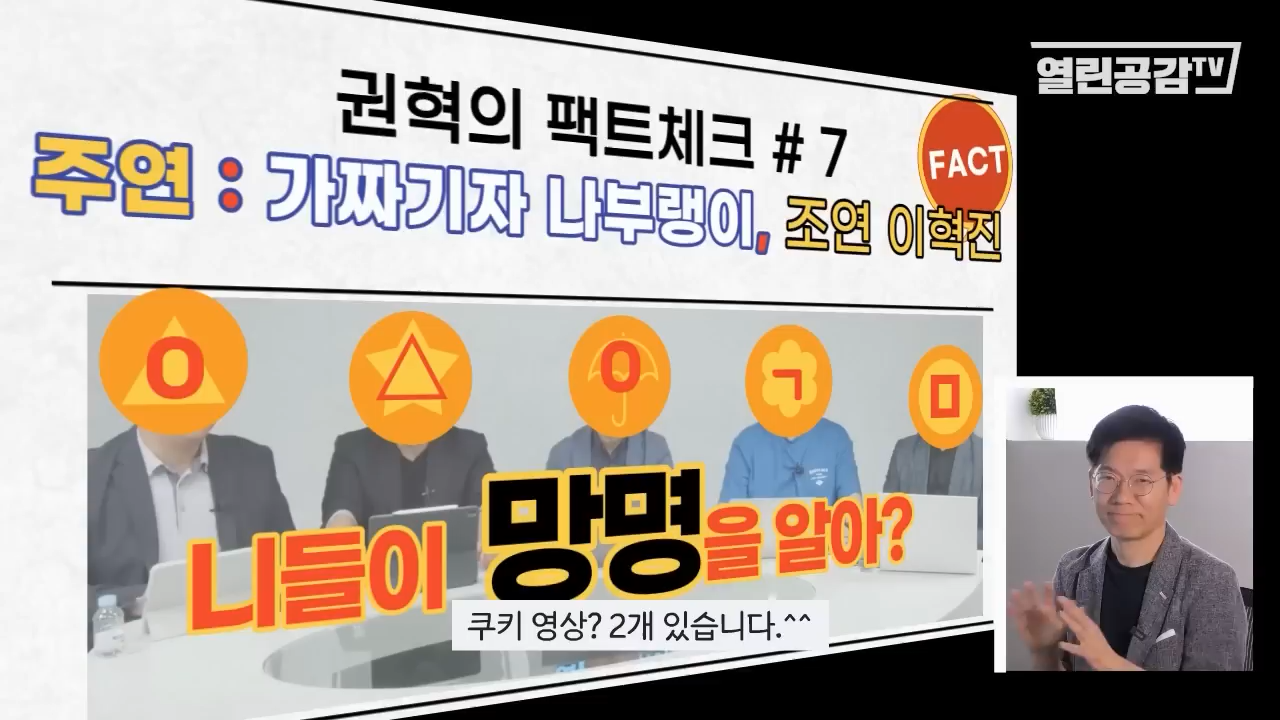 열린공감TV
권혁의 팩트체크 # 7
FACT
주연 : 가짜기자 나부랭이, 조연 이혁진
ㅇ
ㅇ
ㄱ
ㅁ
니들이 망명을 알아?
쿠키 영상? 2개 있습니다.^^